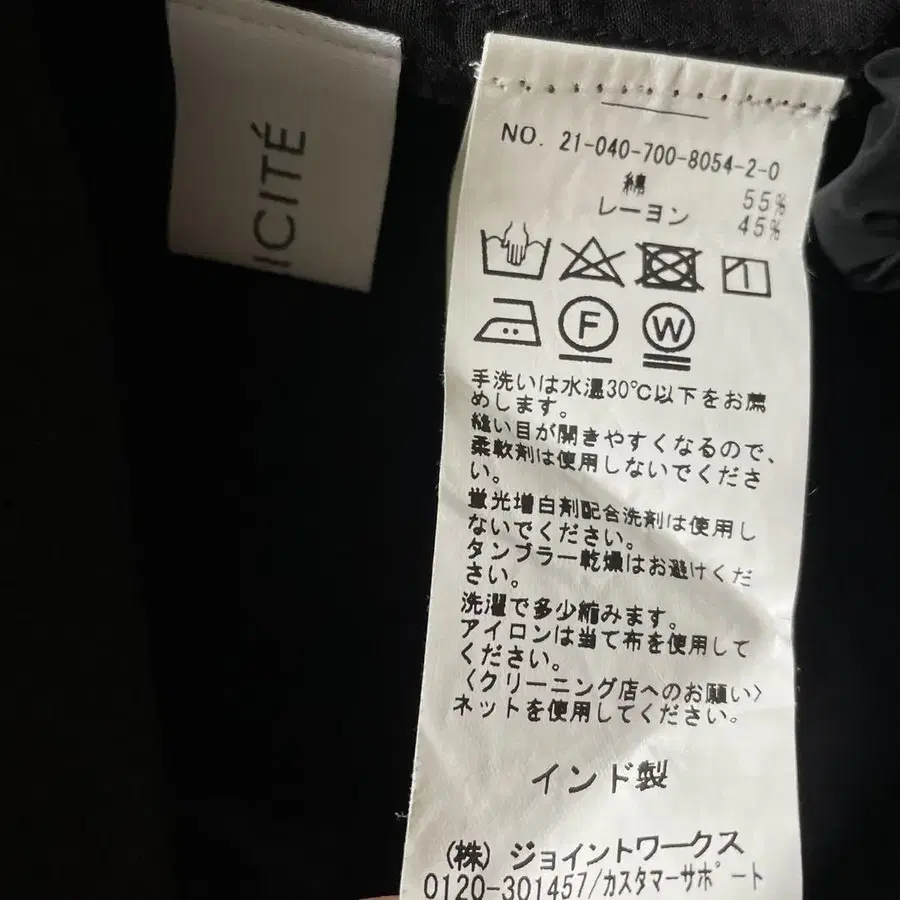 ICITÉ
NO. 21-040-700-8054-2-0
綿 55%
レーヨン 45%
F W
手洗いは水温30℃以下をお薦
めします。
縫い目が開きやすくなるので、
柔軟剤は使用しないでくださ
い。
蛍光増白剤配合洗剤は使用し
ないでください。
タンブラー乾燥はお避けくだ
さい。
洗濯で多少縮みます。
アイロンは当て布を使用して
ください。
〈クリーニング店へのお願い〉
ネットを使用してください。
インド製
(株) ジョイントワークス
0120-301457/カスタマーサポート